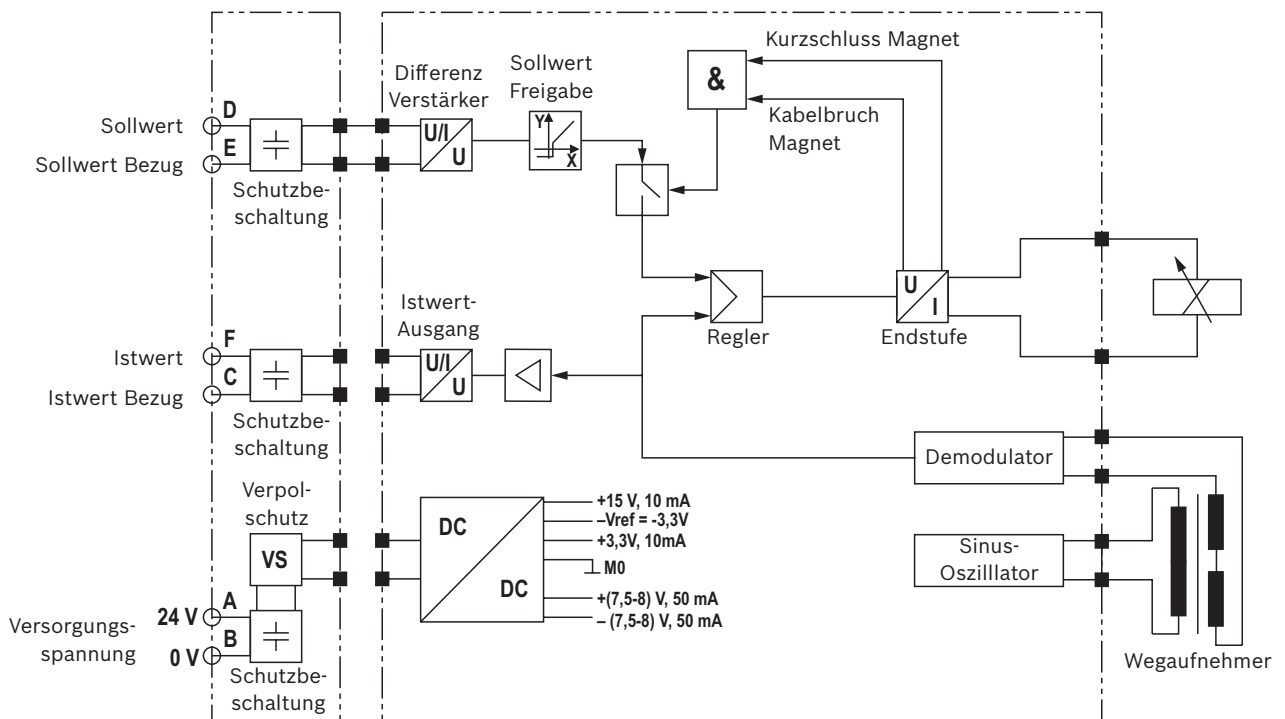 Kurzschluss Magnet
Differenz
Verstärker
Sollwert
Freigabe
&
Kabelbruch
Magnet
D
Sollwert
E
Sollwert Bezug
U/I
U
Y
X
Schutzbe-
schaltung
Istwert-
Ausgang
U
I
Regler
Endstufe
F
Istwert
C
Istwert Bezug
U/I
U
Schutzbe-
schaltung
Demodulator
Verpol-
schutz
VS
DC
DC
+15 V, 10 mA
–Vref = -3,3V
+3,3V, 10mA
M0
+(7,5-8) V, 50 mA
– (7,5-8) V, 50 mA
Sinus-
Oszilllator
A
24 V
Versorgungs-
spannung
B
0 V
Schutzbe-
schaltung
Wegaufnehmer